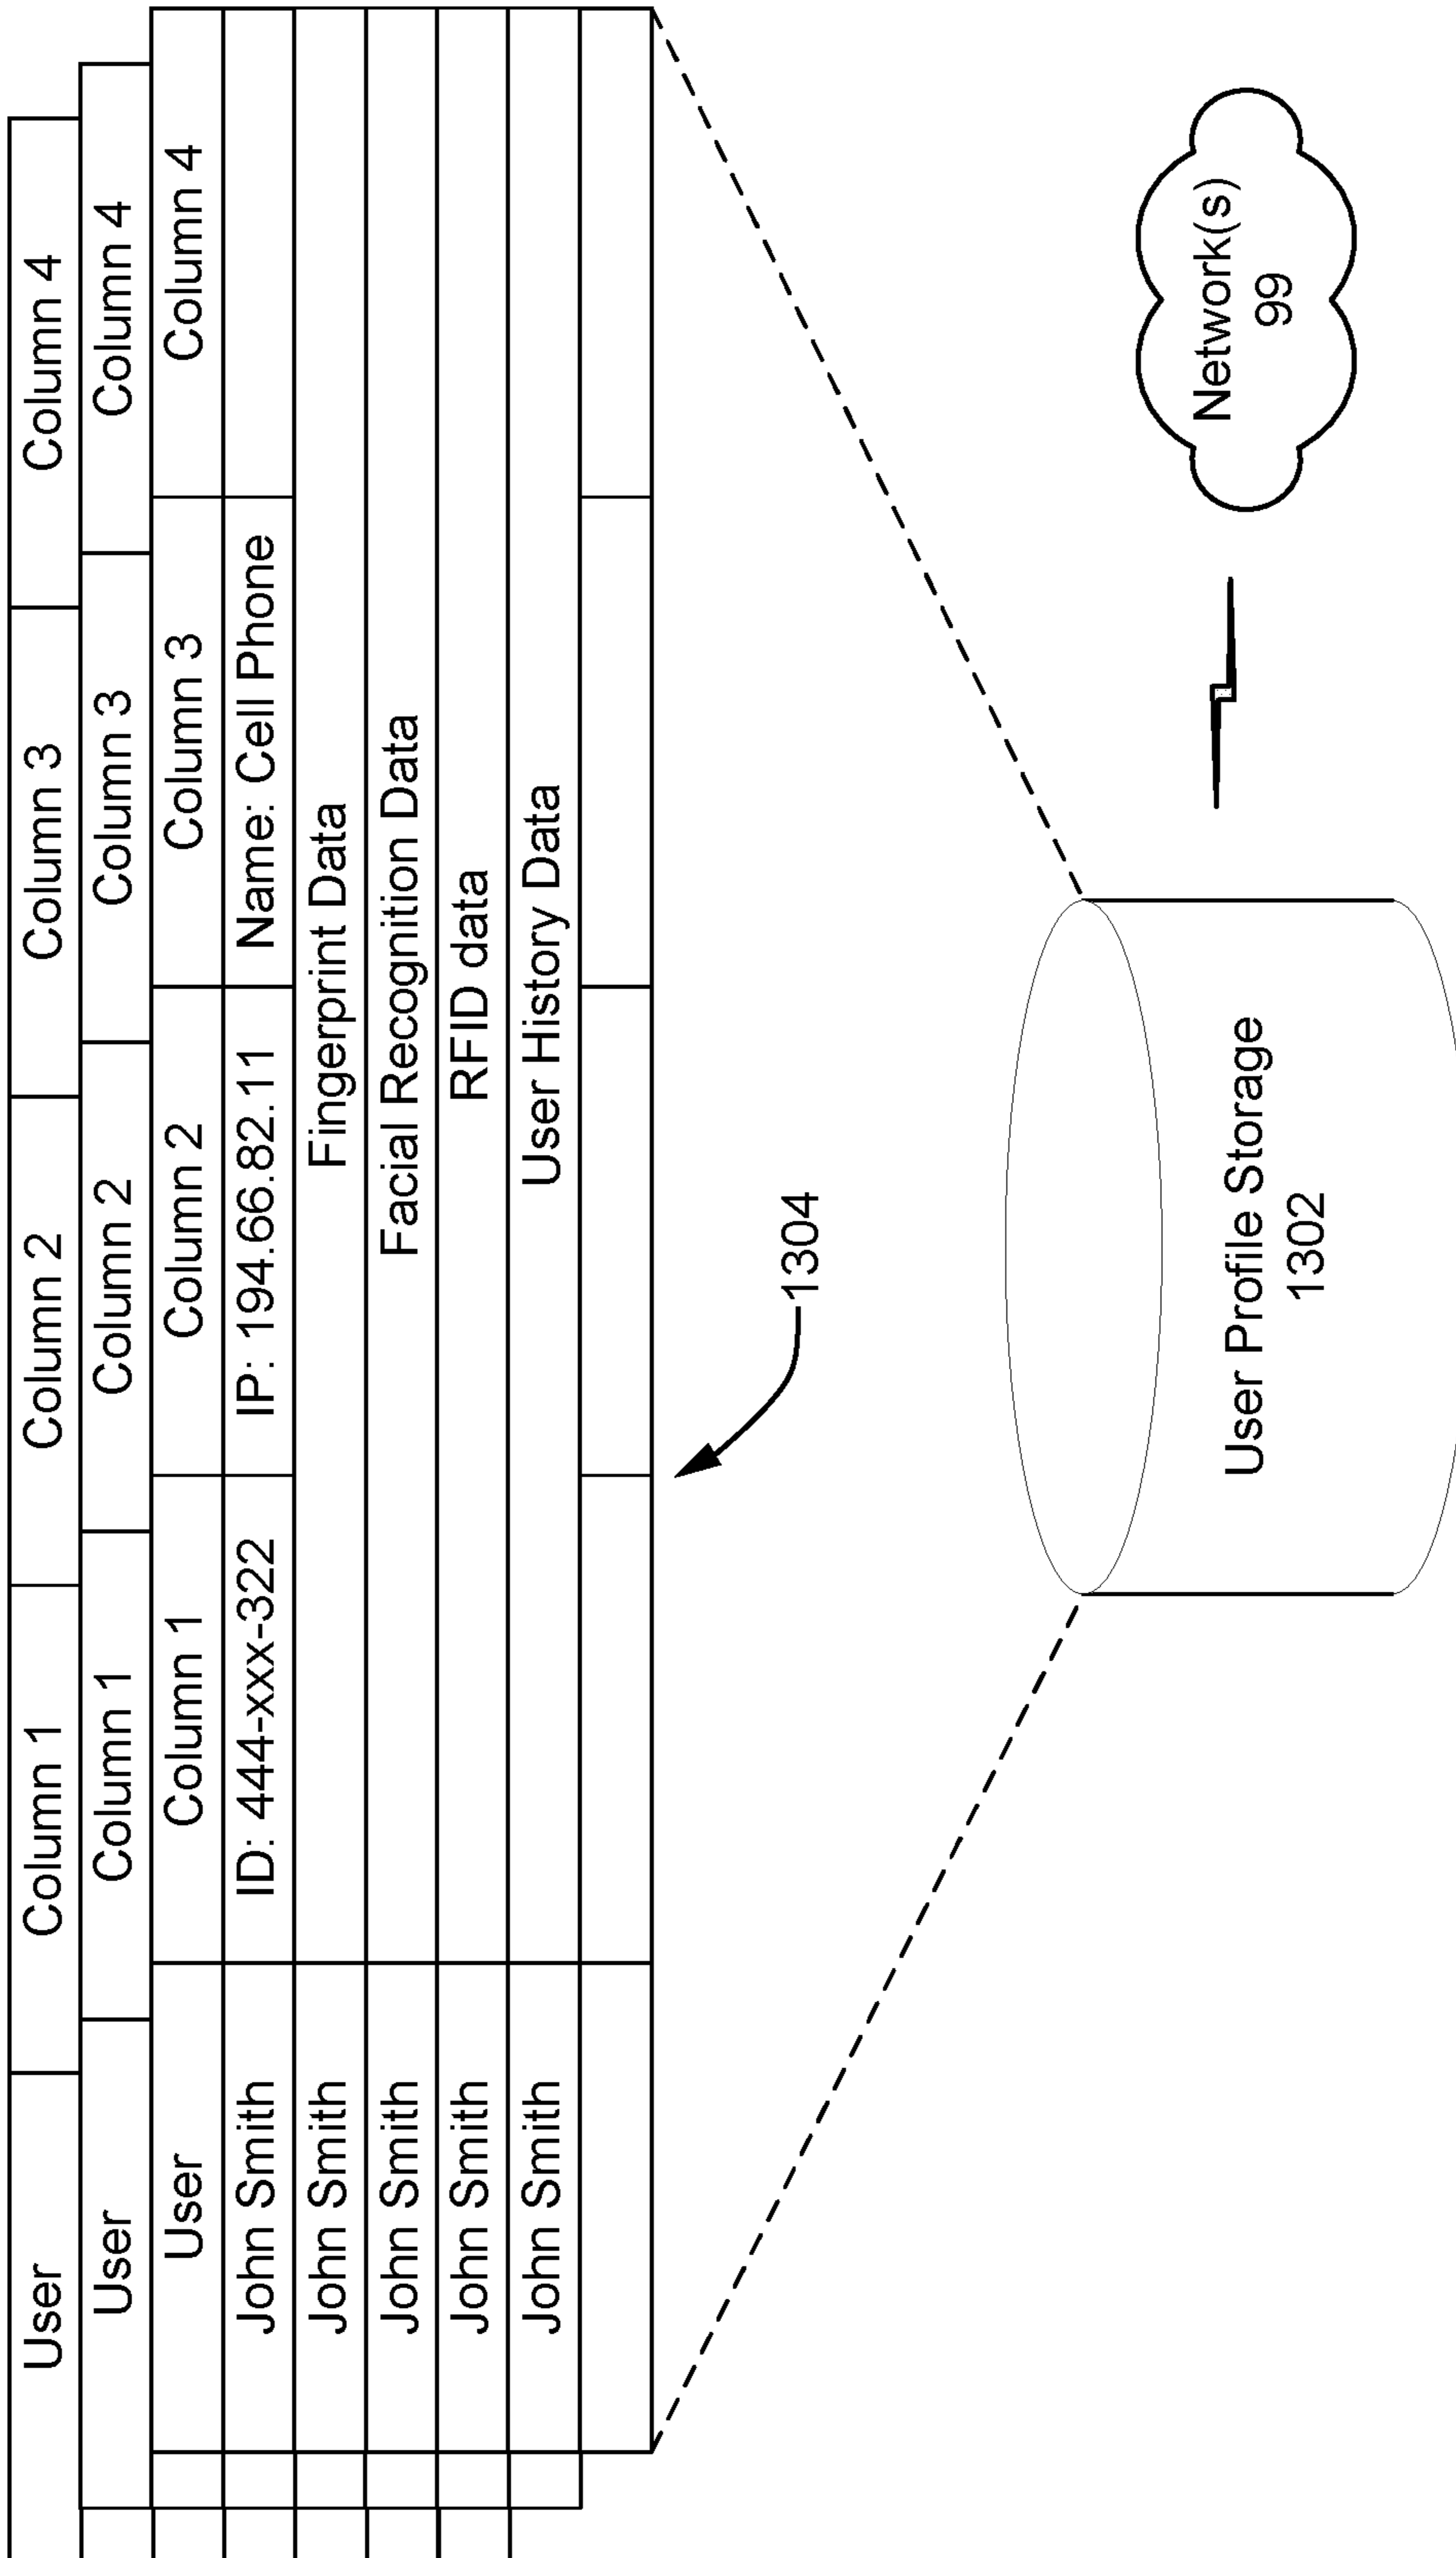 User Column 1 Column 2 Column 3 Column 4
User Column 1 Column 2 Column 3 Column 4
User Column 1 Column 2 Column 3 Column 4
John Smith ID: 444-xxx-322 IP: 194.66.82.11 Name: Cell Phone
John Smith Fingerprint Data
John Smith Facial Recognition Data
John Smith RFID data
John Smith User History Data
1304
User Profile Storage
1302
Network(s)
99